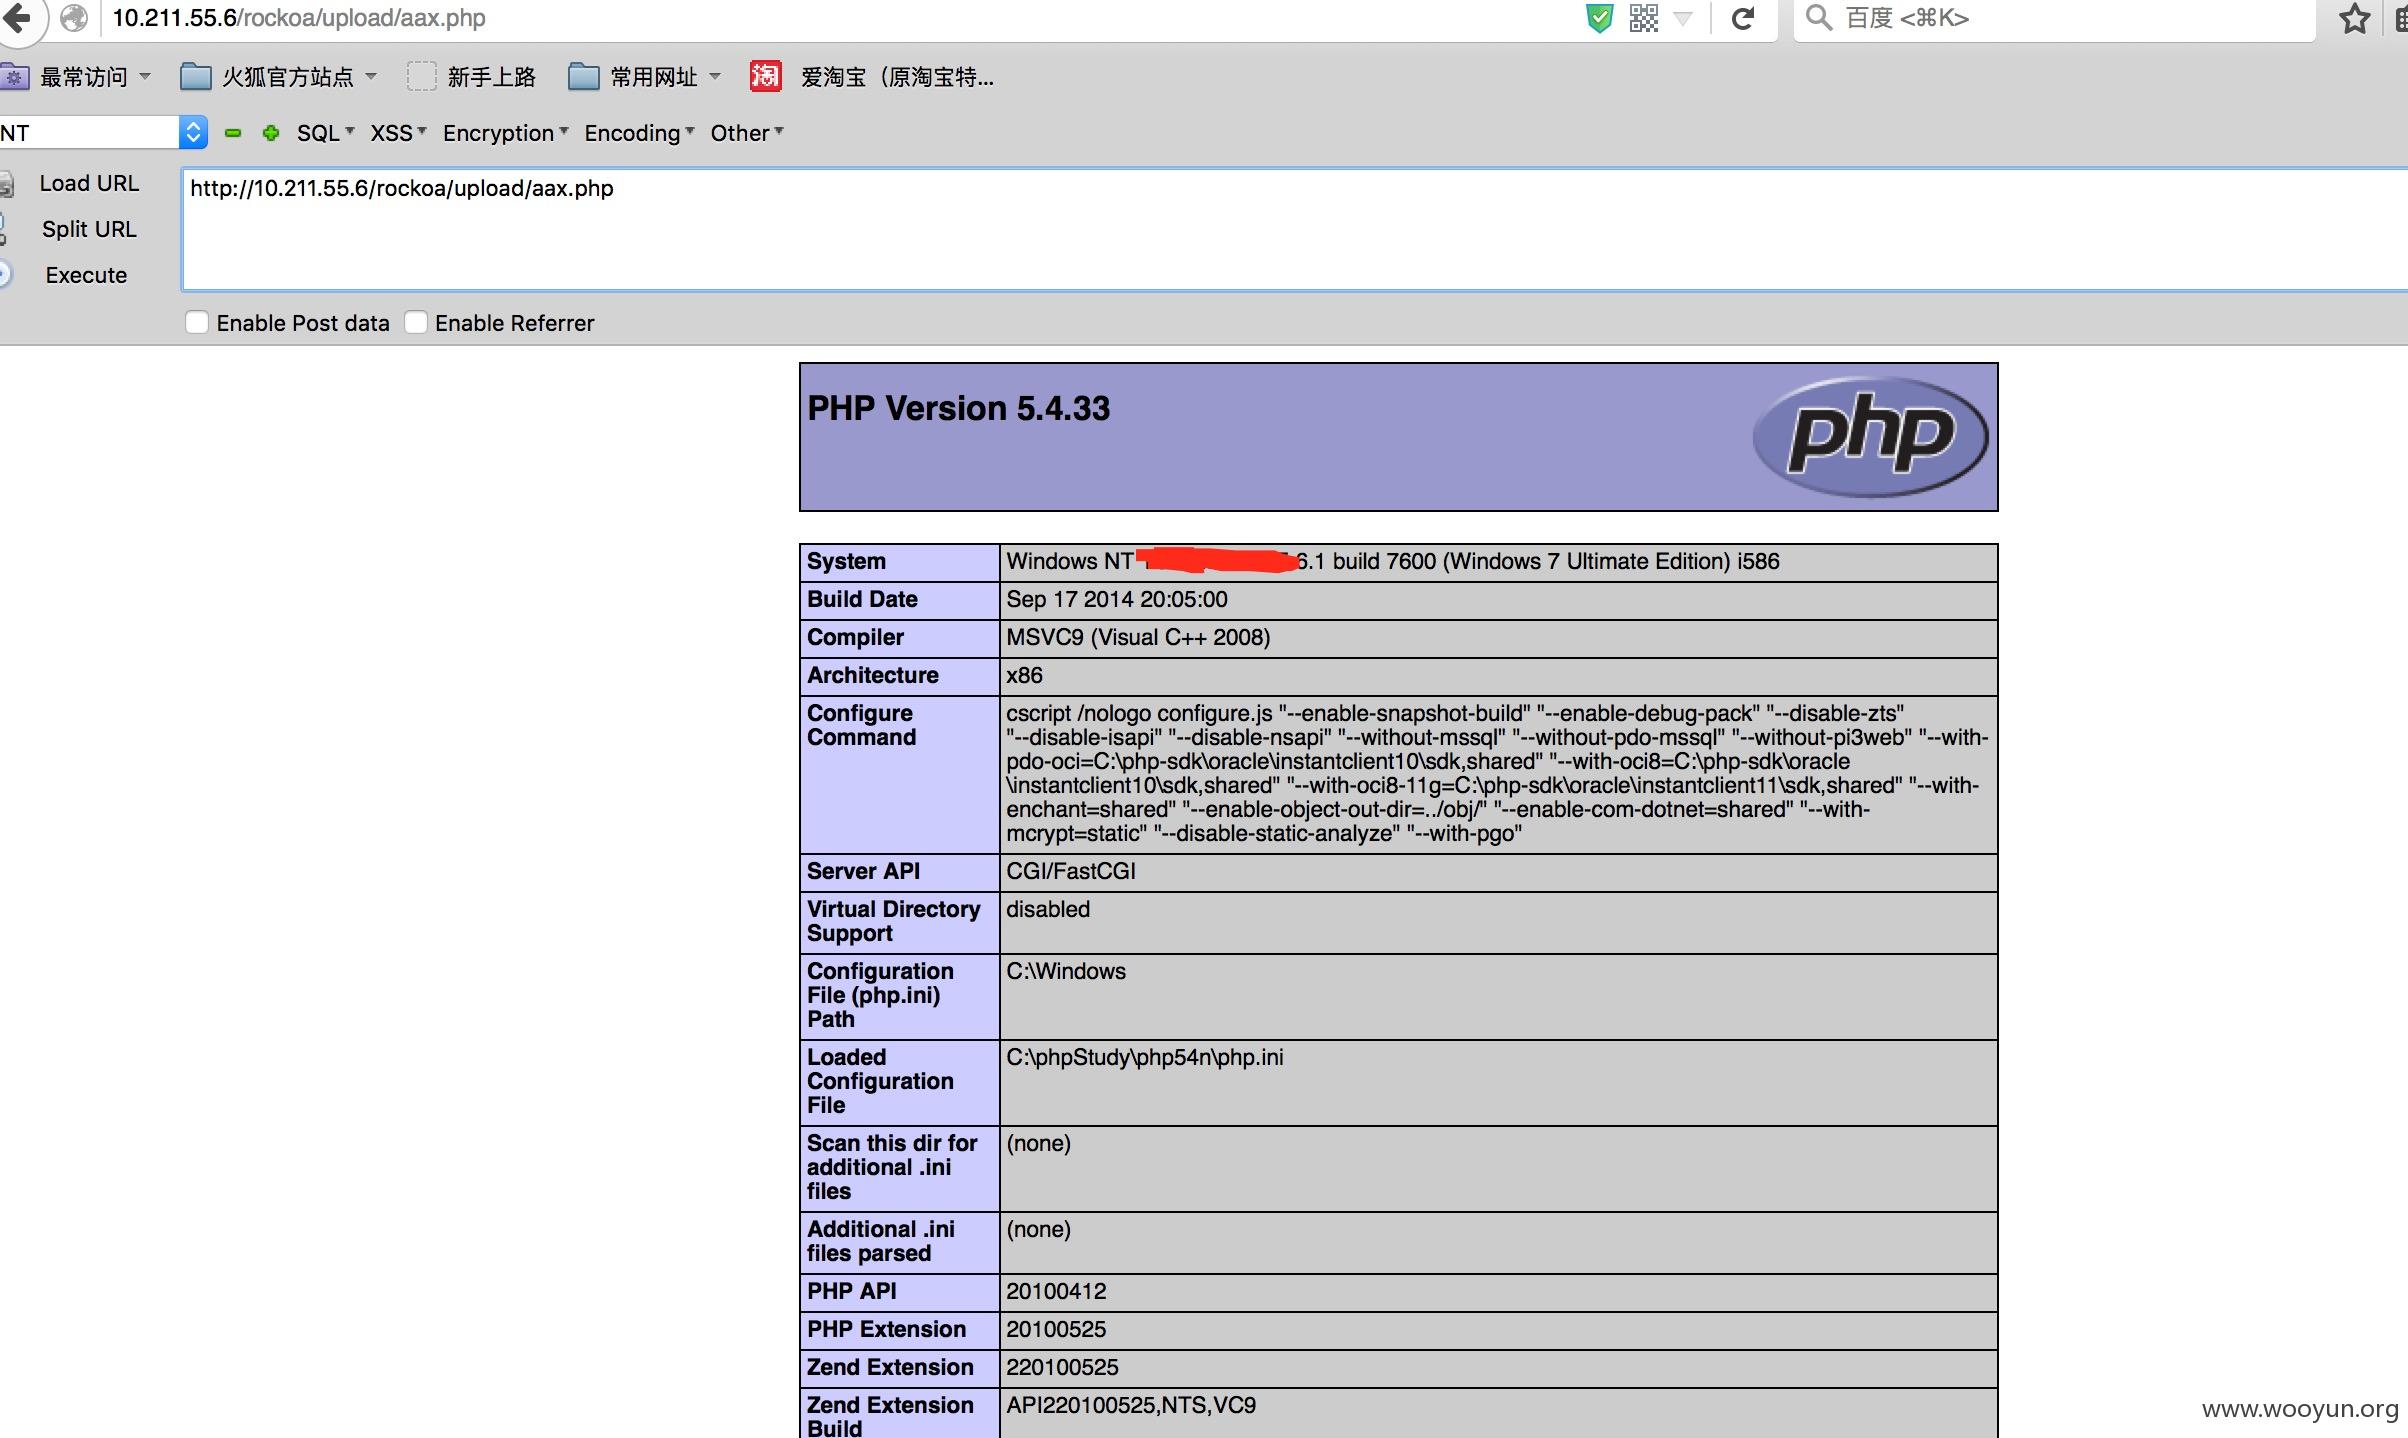 10.211.55.6/rockoa/upload/aax.php
百度 <⌘K>
最常访问 火狐官方站点 新手上路 常用网址 淘 爱淘宝（原淘宝特...
NT SQL XSS Encryption Encoding Other
Load URL http://10.211.55.6/rockoa/upload/aax.php
Split URL
Execute
Enable Post data Enable Referrer
PHP Version 5.4.33
php
System Windows NT 6.1 build 7600 (Windows 7 Ultimate Edition) i586
Build Date Sep 17 2014 20:05:00
Compiler MSVC9 (Visual C++ 2008)
Architecture x86
Configure Command
cscript /nologo configure.js "--enable-snapshot-build" "--enable-debug-pack" "--disable-zts"
"--disable-isapi" "--disable-nsapi" "--without-mssql" "--without-pdo-mssql" "--without-pi3web" "--with-
pdo-oci=C:\php-sdk\oracle\instantclient10\sdk,shared" "--with-oci8=C:\php-sdk\oracle
\instantclient10\sdk,shared" "--with-oci8-11g=C:\php-sdk\oracle\instantclient11\sdk,shared" "--with-
enchant=shared" "--enable-object-out-dir=../obj/" "--enable-com-dotnet=shared" "--with-
mcrypt=static" "--disable-static-analyze" "--with-pgo"
Server API CGI/FastCGI
Virtual Directory
Support
disabled
Configuration
File (php.ini)
Path
C:\Windows
Loaded
Configuration
File
C:\phpStudy\php54n\php.ini
Scan this dir for
additional .ini
files
(none)
Additional .ini
files parsed
(none)
PHP API 20100412
PHP Extension 20100525
Zend Extension 220100525
Zend Extension
Build
API220100525,NTS,VC9
www.wooyun.org